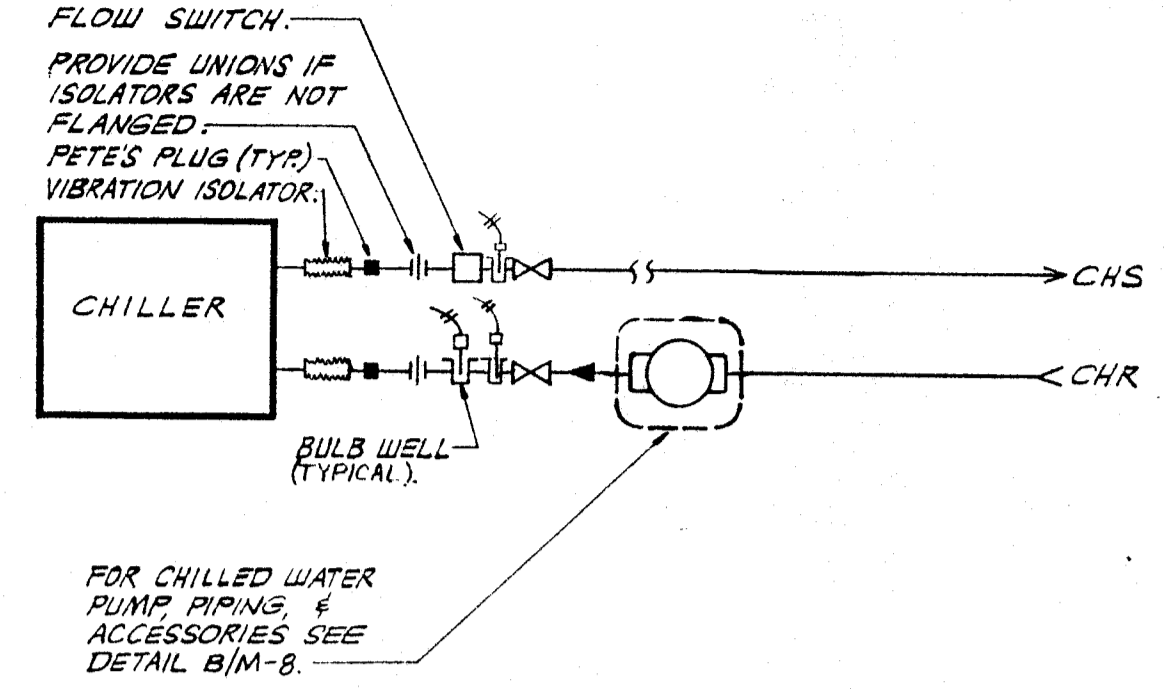 FLOW SWITCH.
PROVIDE UNIONS IF
ISOLATORS ARE NOT
FLANGED.
PETE'S PLUG (TYP.)
VIBRATION ISOLATOR.
CHILLER
CHS
CHR
BULB WELL
(TYPICAL).
FOR CHILLED WATER
PUMP, PIPING, &
ACCESSORIES SEE
DETAIL B/M-8.